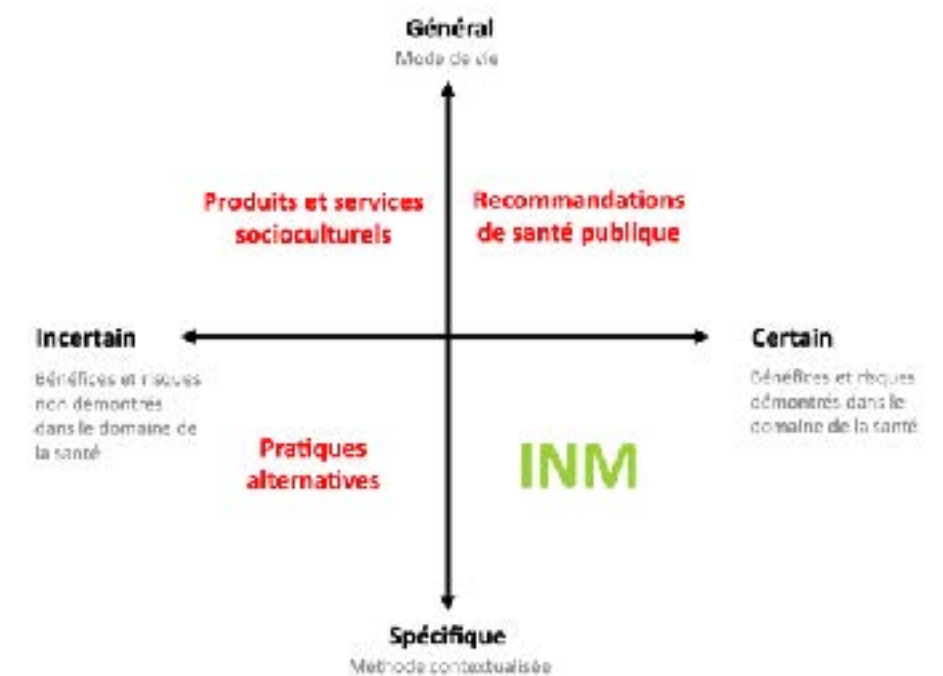 Général
Mode de vie
Produits et services
socioculturels
Recommandations
de santé publique
Incertain
Bénéfices et risques
non démontrés
dans le domaine de
la santé
Certain
Bénéfices et risques
démontrés dans le
domaine de la santé
Pratiques
alternatives
INM
Spécifique
Méthode contextualisée